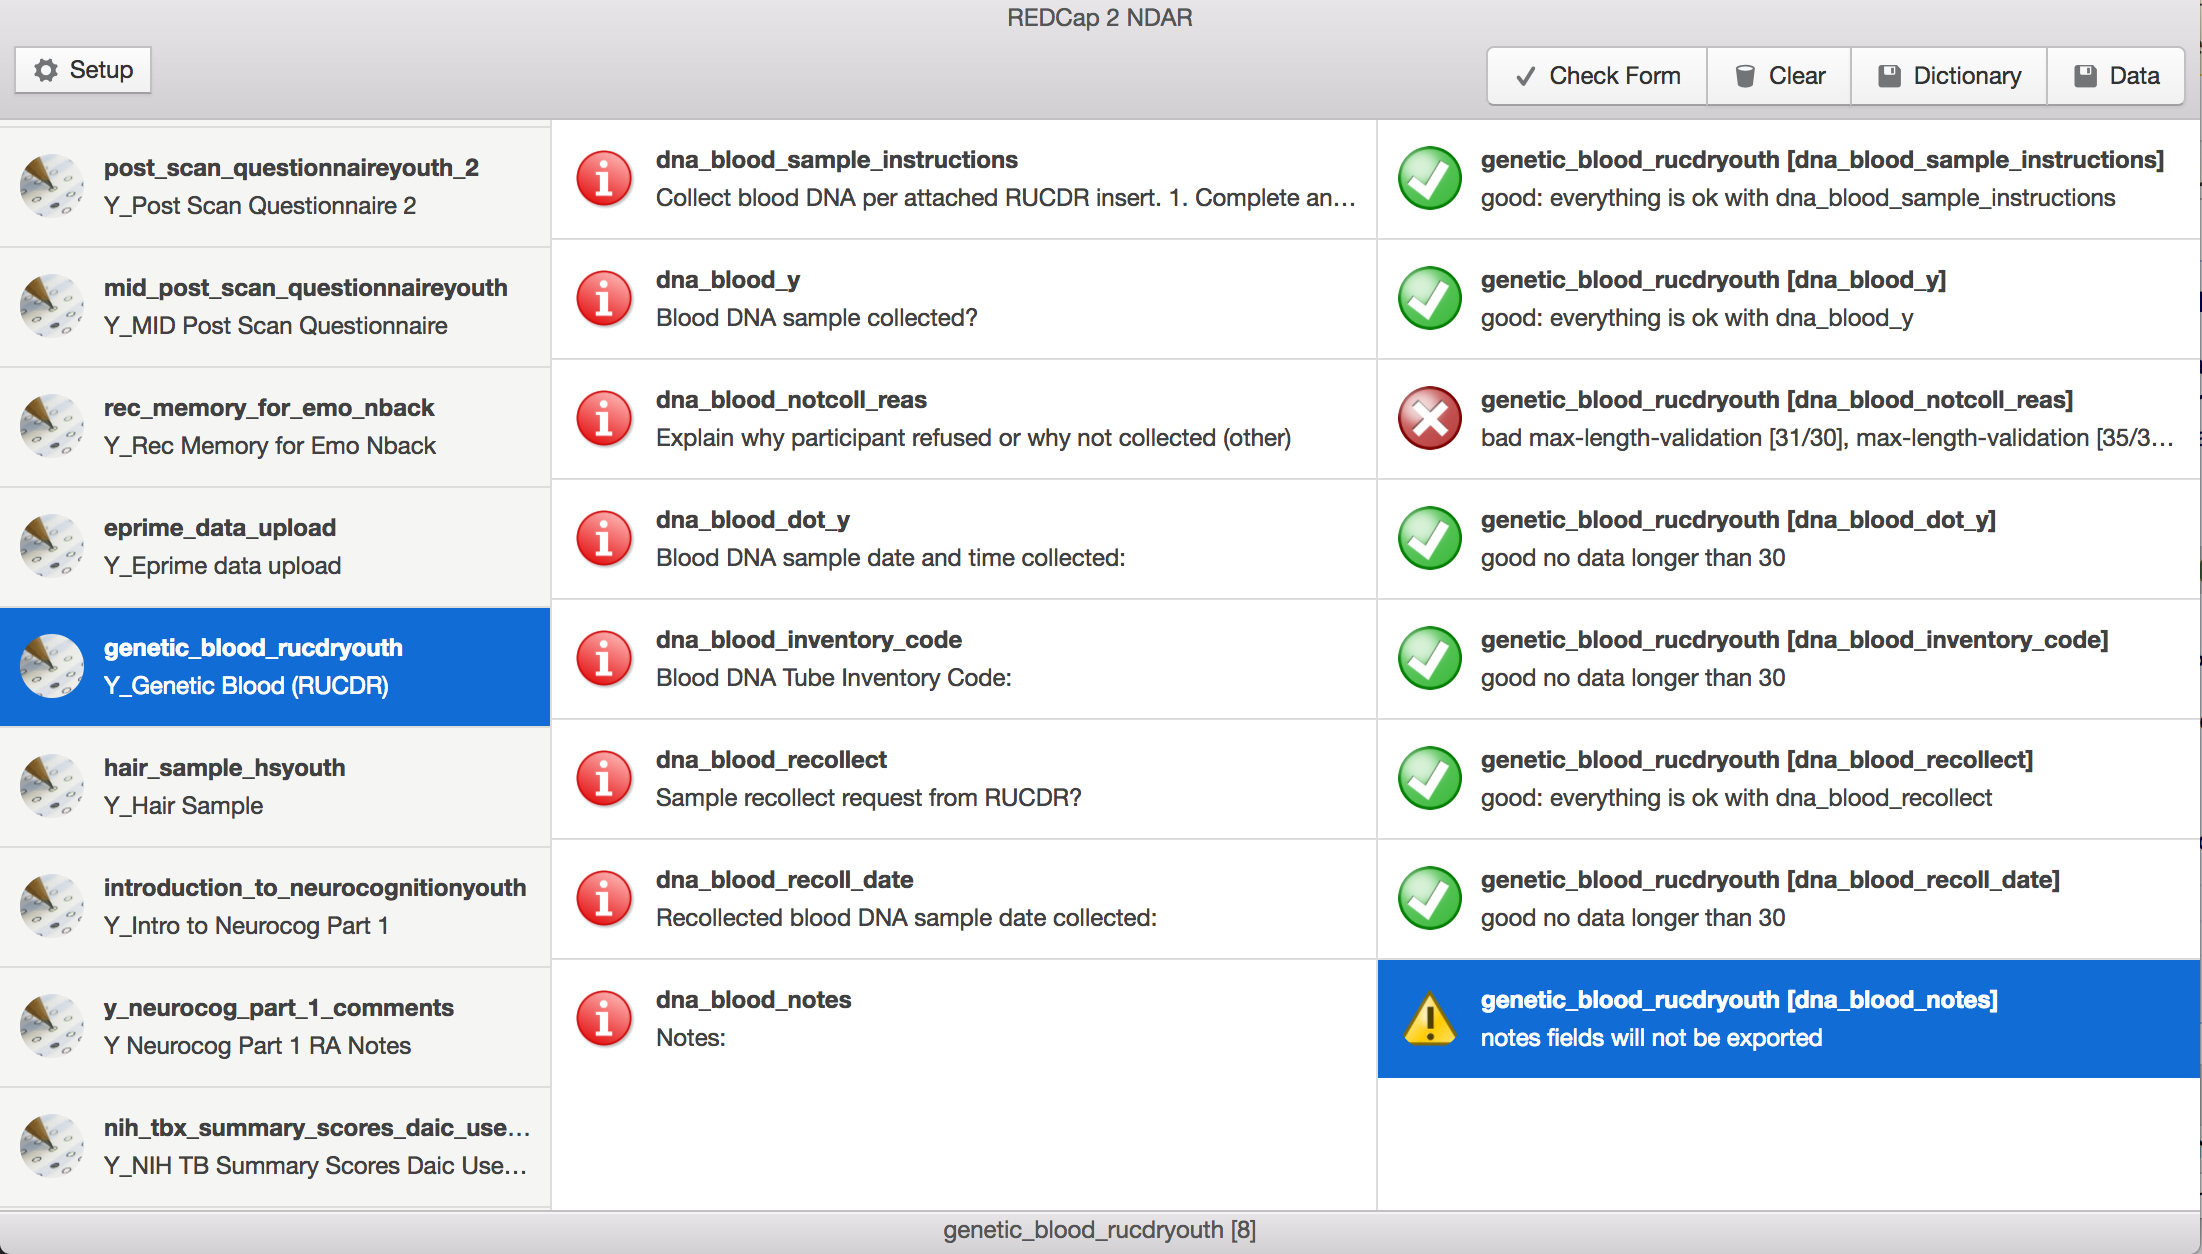 REDCap 2 NDAR
Setup
Check Form
Clear
Dictionary
Data
post_scan_questionnaireyouth_2
Y_Post Scan Questionnaire 2
mid_post_scan_questionnaireyouth
Y_MID Post Scan Questionnaire
rec_memory_for_emo_nback
Y_Rec Memory for Emo Nback
eprime_data_upload
Y_Eprime data upload
genetic_blood_rucdryouth
Y_Genetic Blood (RUCDR)
hair_sample_hsyouth
Y_Hair Sample
introduction_to_neurocognitionyouth
Y_Intro to Neurocog Part 1
y_neurocog_part_1_comments
Y Neurocog Part 1 RA Notes
nih_tbx_summary_scores_daic_use...
Y_NIH TB Summary Scores Daic Use...
dna_blood_sample_instructions
Collect blood DNA per attached RUCDR insert. 1. Complete an...
dna_blood_y
Blood DNA sample collected?
dna_blood_notcoll_reas
Explain why participant refused or why not collected (other)
dna_blood_dot_y
Blood DNA sample date and time collected:
dna_blood_inventory_code
Blood DNA Tube Inventory Code:
dna_blood_recollect
Sample recollect request from RUCDR?
dna_blood_recoll_date
Recollected blood DNA sample date collected:
dna_blood_notes
Notes:
genetic_blood_rucdryouth [dna_blood_sample_instructions]
good: everything is ok with dna_blood_sample_instructions
genetic_blood_rucdryouth [dna_blood_y]
good: everything is ok with dna_blood_y
genetic_blood_rucdryouth [dna_blood_notcoll_reas]
bad max-length-validation [31/30], max-length-validation [35/3...
genetic_blood_rucdryouth [dna_blood_dot_y]
good no data longer than 30
genetic_blood_rucdryouth [dna_blood_inventory_code]
good no data longer than 30
genetic_blood_rucdryouth [dna_blood_recollect]
good: everything is ok with dna_blood_recollect
genetic_blood_rucdryouth [dna_blood_recoll_date]
good no data longer than 30
genetic_blood_rucdryouth [dna_blood_notes]
notes fields will not be exported
genetic_blood_rucdryouth [8]